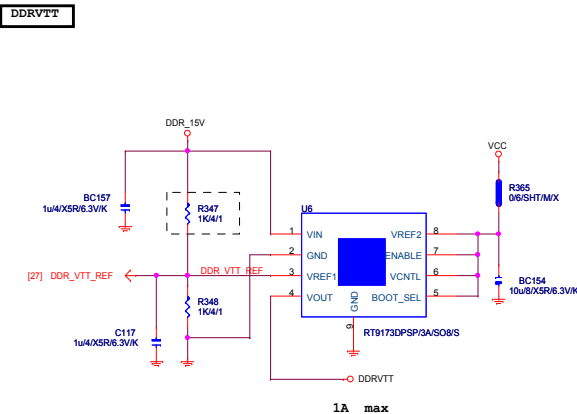 DDRVTT
DDR_15V
VCC
BC157
1u/4/X5R/6.3V/K
R347
1K/4/1
R365
0/6/SHT/M/X
U6
1 VIN VREF2 8
2 GND ENABLE 7
[27] DDR_VTT_REF DDR_VTT_REF 3 VREF1 VCNTL 6
4 VOUT BOOT_SEL 5
GND
9
BC154
10u/8/X5R/6.3V/K
R348
1K/4/1
C117
1u/4/X5R/6.3V/K
RT9173DPSP/3A/SO8/S
DDRVTT
1A max